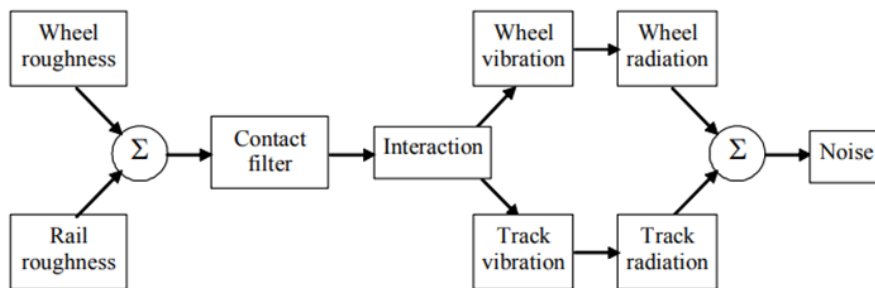 Wheel
roughness
Rail
roughness
Σ
Contact
filter
Interaction
Wheel
vibration
Wheel
radiation
Track
vibration
Track
radiation
Σ
Noise